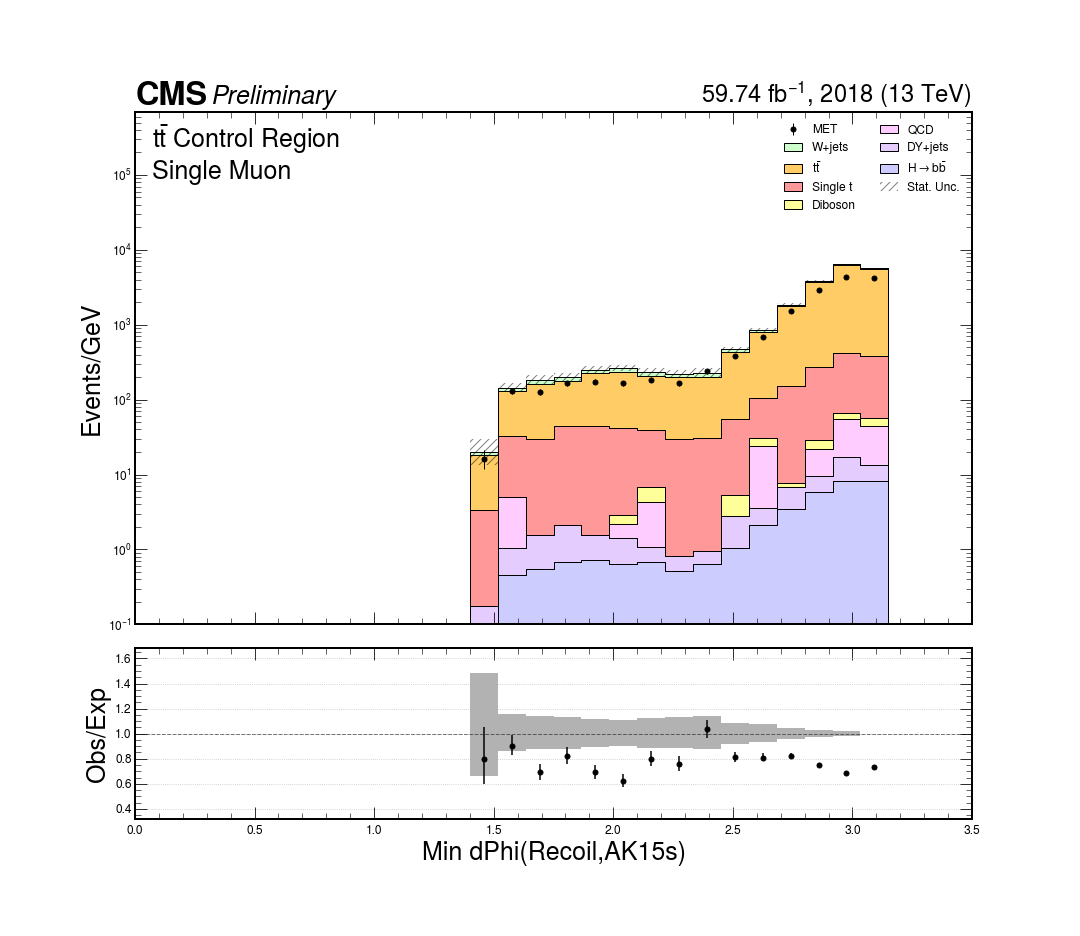 CMS Preliminary
59.74 fb⁻¹, 2018 (13 TeV)
tt̄ Control Region
Single Muon
MET
W+jets
tt̄
Single t
Diboson
QCD
DY+jets
H→bb̄
Stat. Unc.
Events/GeV
10⁵
10⁴
10³
10²
10¹
10⁰
10⁻¹
Obs/Exp
1.6
1.4
1.2
1.0
0.8
0.6
0.4
0.0 0.5 1.0 1.5 2.0 2.5 3.0 3.5
Min dPhi(Recoil,AK15s)